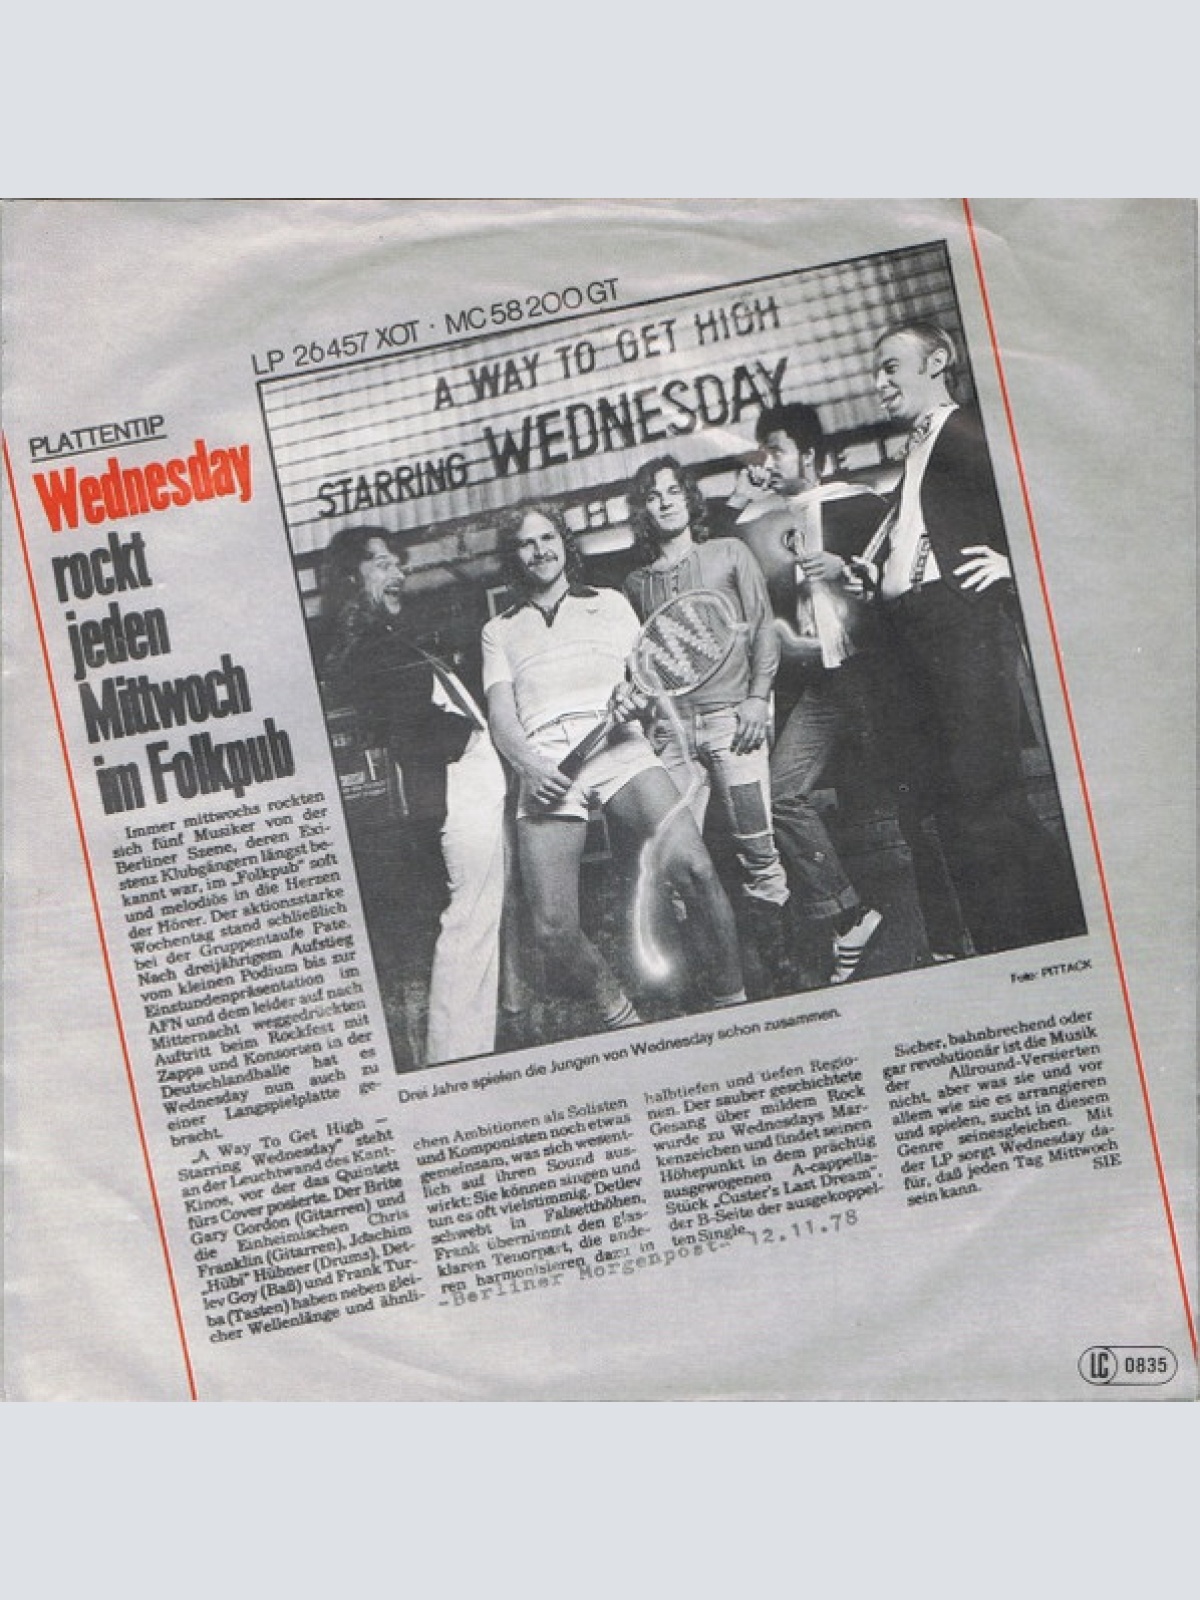 LP 26457 XOT · MC 58 200 GT
A WAY TO GET HIGH
STARRING WEDNESDAY
PLATTENTIP
Wednesday
rockt
jeden
Mittwoch
im Folkpub
Immer mittwochs rockten
sich fünf Musiker von der
Berliner Szene, deren Exi-
stenz Klubgängern längst be-
kannt war, im „Folkpub" soft
und melodiös in die Herzen
der Hörer. Der aktionsstarke
Wochentag stand schließlich
bei der Gruppentaufe Pate.
Nach dreijährigem Aufstieg
vom kleinen Podium bis zur
Einstundenpräsentation im
AFN und dem leider auf nach
Mitternacht weggedrückten
Auftritt beim Rockfest mit
Zappa und Konsorten in der
Deutschlandhalle hat es
Wednesday nun auch zu
einer Langspielplatte ge-
bracht.
„A Way To Get High –
Starring Wednesday" steht
an der Leuchtwand des Kant-
Kinos, vor der das Quintett
fürs Cover posierte. Der Brite
Gary Gordon (Gitarren) und
die Einheimischen Chris
Franklin (Gitarren), Joachim
„Hübi" Hübner (Drums), Det-
lev Goy (Baß) und Frank Tur-
ba (Tasten) haben neben glei-
cher Wellenlänge und ähnli-
Drei Jahre spielen die Jungen von Wednesday schon zusammen.
Foto: PITTACK
chen Ambitionen als Solisten
und Komponisten noch etwas
gemeinsam, was sich wesent-
lich auf ihren Sound aus-
wirkt: Sie können singen und
tun es oft vielstimmig. Detlev
schwebt in Falsetthöhen,
Frank übernimmt den glas-
klaren Tenorpart, die ande-
ren harmonisieren dazu in
halbtiefen und tiefen Regio-
nen. Der sauber geschichtete
Gesang über mildem Rock
wurde zu Wednesdays Mar-
kenzeichen und findet seinen
Höhepunkt in dem prächtig
ausgewogenen A-cappella-
Stück „Custer's Last Dream",
der B-Seite der ausgekoppel-
ten Single.
Sicher, bahnbrechend oder
gar revolutionär ist die Musik
der Allround-Versierten
nicht, aber was sie und vor
allem wie sie es arrangieren
und spielen, sucht in diesem
Genre seinesgleichen. Mit
der LP sorgt Wednesday da-
für, daß jeden Tag Mittwoch
sein kann. SIE
-Berliner Morgenpost- 12.11.78
LC 0835